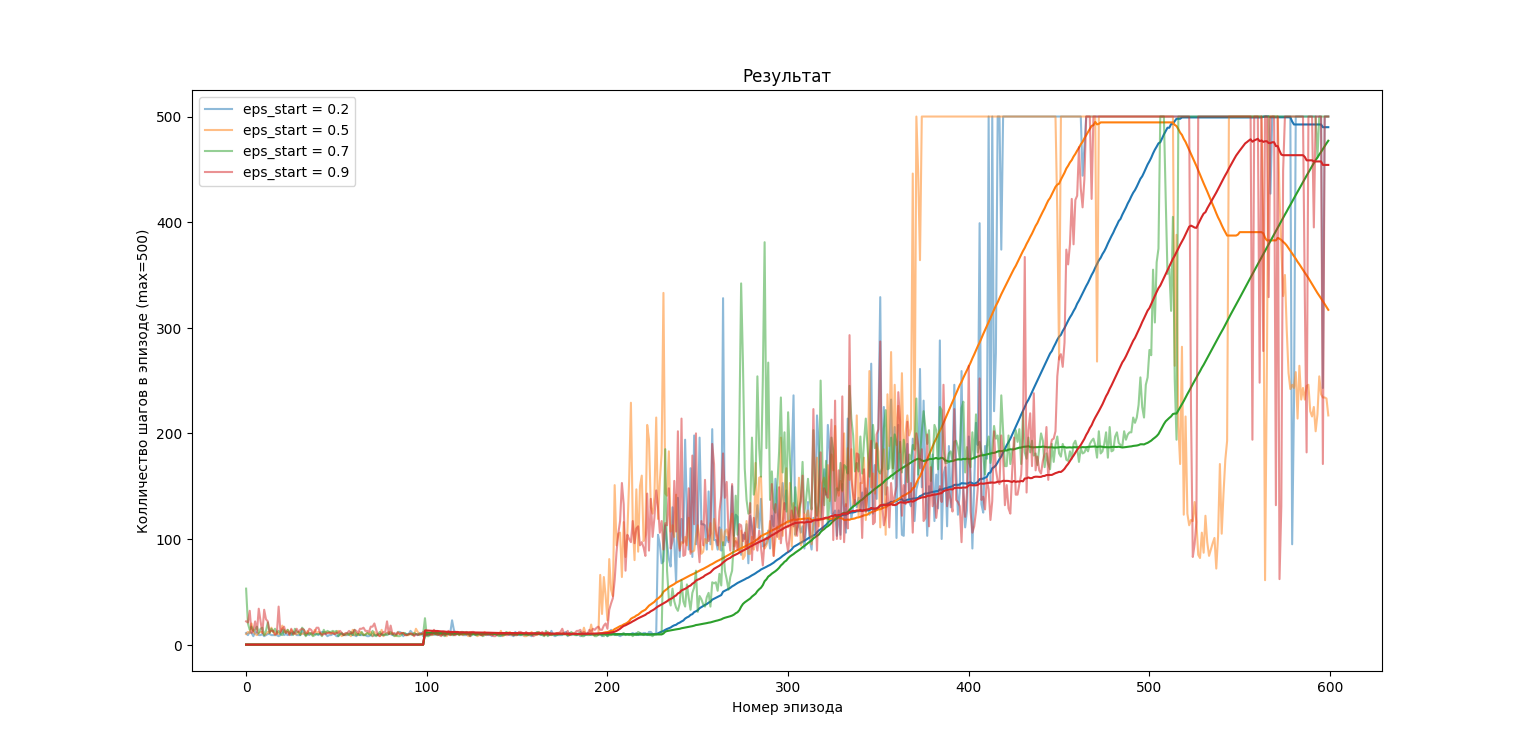 Результат
eps_start = 0.2
eps_start = 0.5
eps_start = 0.7
eps_start = 0.9
500
400
300
200
100
0
Колличество шагов в эпизоде (max=500)
0 100 200 300 400 500 600
Номер эпизода